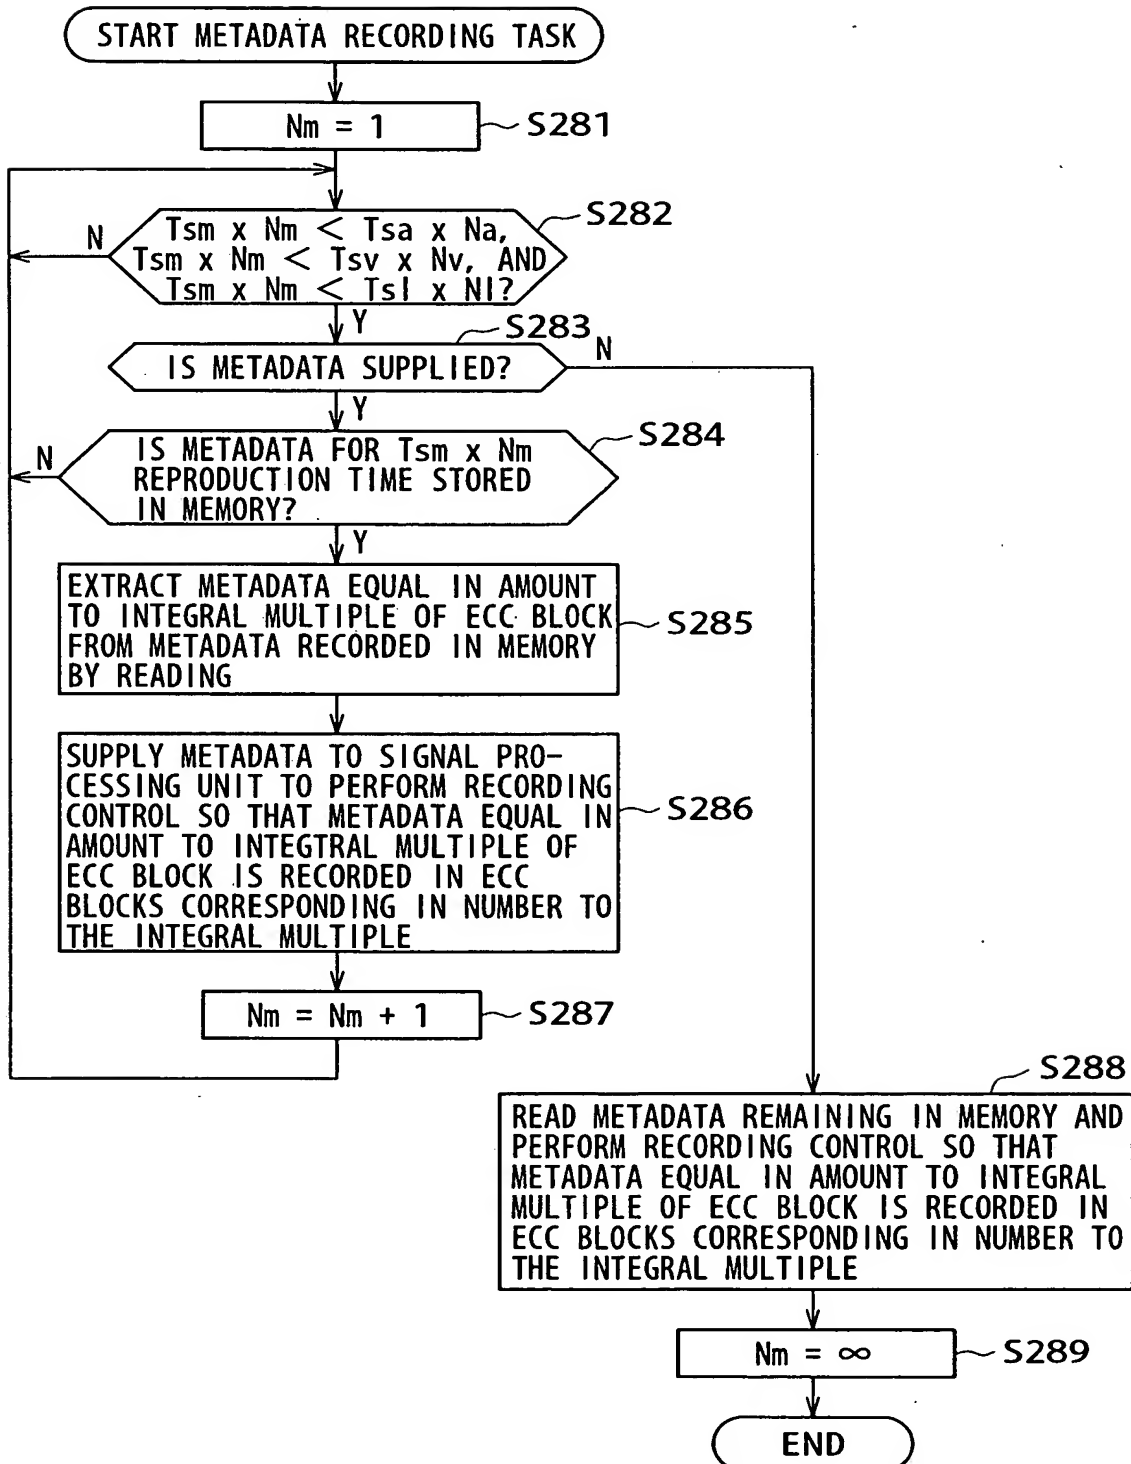 START METADATA RECORDING TASK
Nm = 1
S281
S282
Tsm x Nm < Tsa x Na,
Tsm x Nm < Tsv x Nv, AND
Tsm x Nm < Tsl x Nl?
N
Y
S283
IS METADATA SUPPLIED?
N
Y
S284
IS METADATA FOR Tsm x Nm
REPRODUCTION TIME STORED
IN MEMORY?
N
Y
EXTRACT METADATA EQUAL IN AMOUNT
TO INTEGRAL MULTIPLE OF ECC BLOCK
FROM METADATA RECORDED IN MEMORY
BY READING
S285
SUPPLY METADATA TO SIGNAL PRO-
CESSING UNIT TO PERFORM RECORDING
CONTROL SO THAT METADATA EQUAL IN
AMOUNT TO INTEGTRAL MULTIPLE OF
ECC BLOCK IS RECORDED IN ECC
BLOCKS CORRESPONDING IN NUMBER TO
THE INTEGRAL MULTIPLE
S286
Nm = Nm + 1
S287
S288
READ METADATA REMAINING IN MEMORY AND
PERFORM RECORDING CONTROL SO THAT
METADATA EQUAL IN AMOUNT TO INTEGRAL
MULTIPLE OF ECC BLOCK IS RECORDED IN
ECC BLOCKS CORRESPONDING IN NUMBER TO
THE INTEGRAL MULTIPLE
Nm = ∞
S289
END